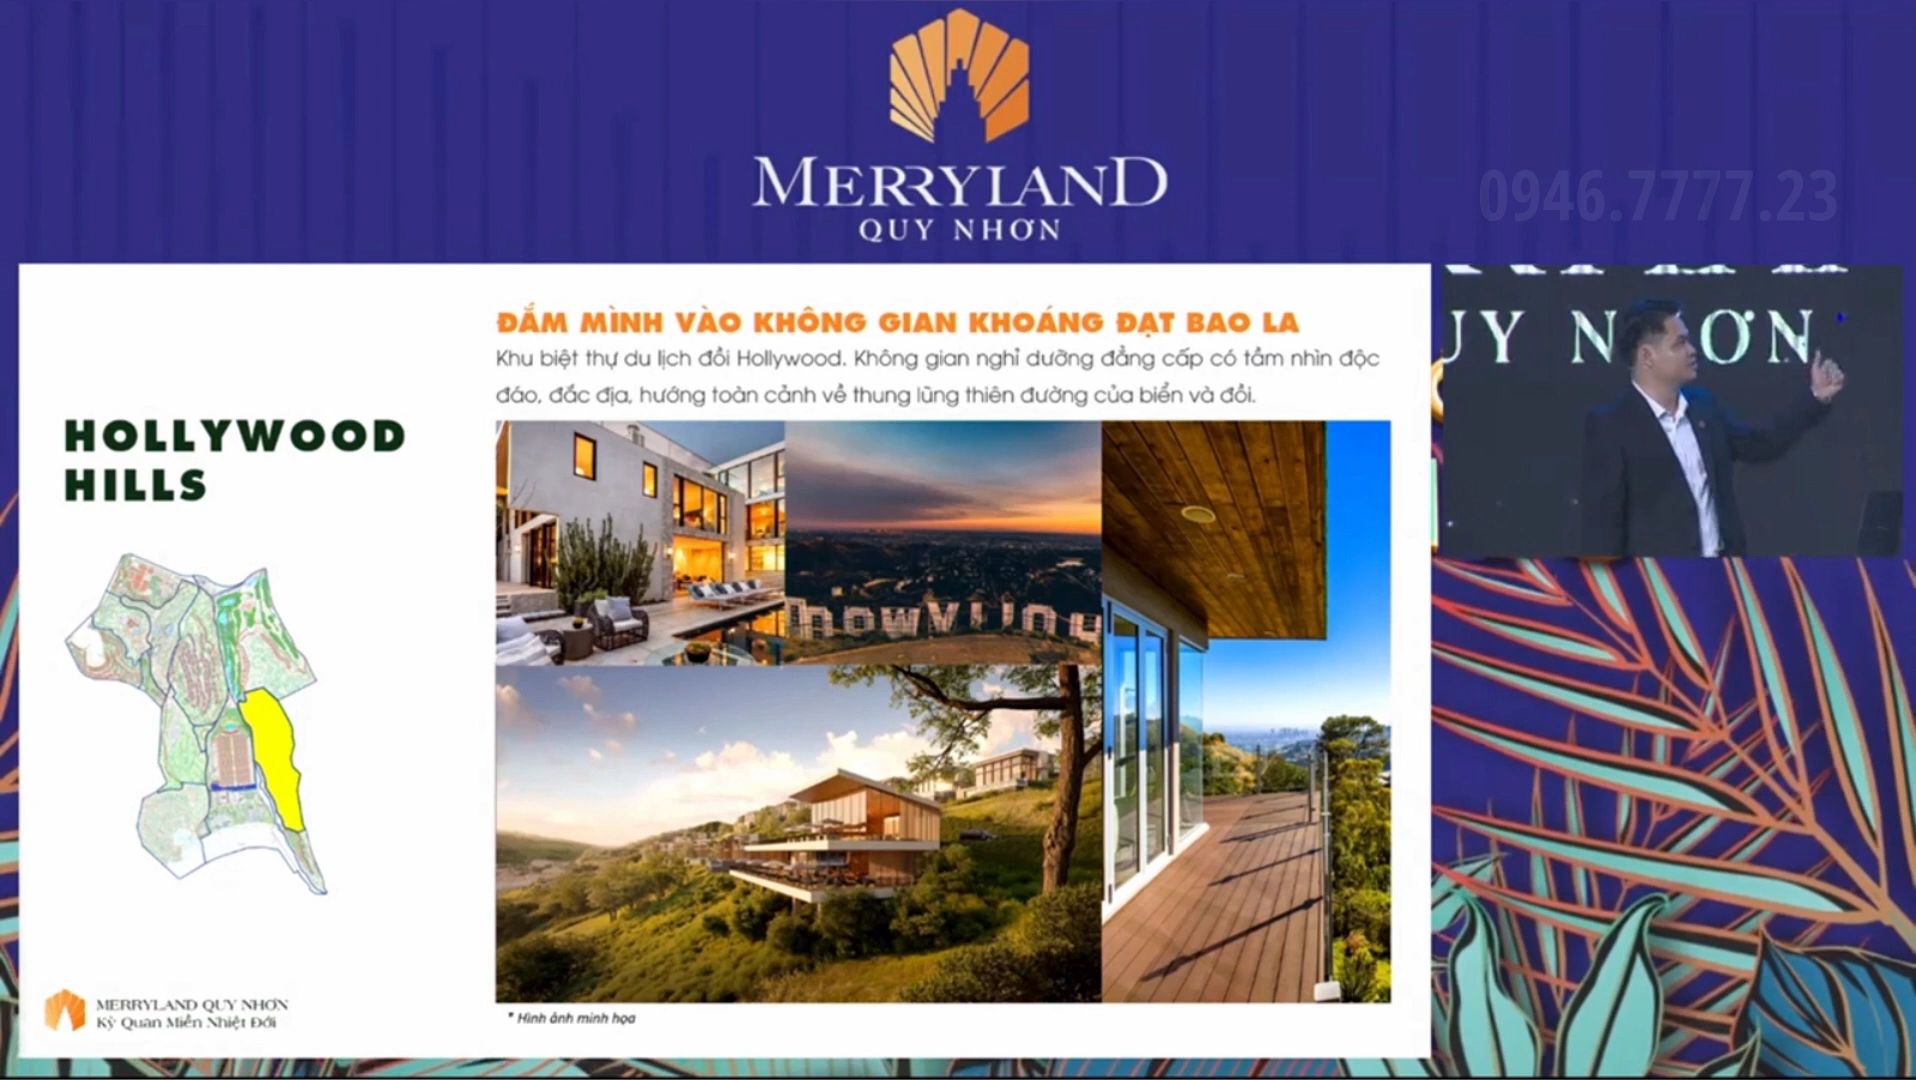 MERRYLAND
QUY NHƠN
0946.7777.23
ĐẮM MÌNH VÀO KHÔNG GIAN KHOÁNG ĐẠT BAO LA
Khu biệt thự du lịch đồi Hollywood. Không gian nghỉ dưỡng đẳng cấp có tầm nhìn độc
đáo, đắc địa, hướng toàn cảnh về thung lũng thiên đường của biển và đồi.
HOLLYWOOD
HILLS
UY NHƠN
MERRYLAND QUY NHƠN
Kỳ Quan Miền Nhiệt Đới
* Hình ảnh minh họa